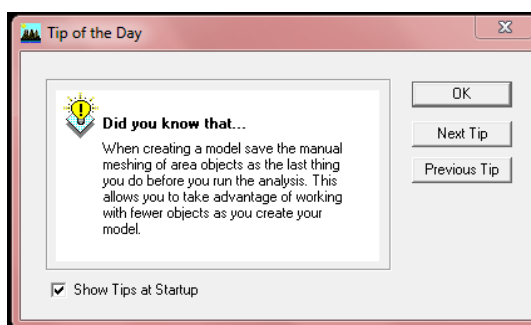 Tip of the Day
Did you know that...
When creating a model save the manual
meshing of area objects as the last thing
you do before you run the analysis. This
allows you to take advantage of working
with fewer objects as you create your
model.
OK
Next Tip
Previous Tip
Show Tips at Startup